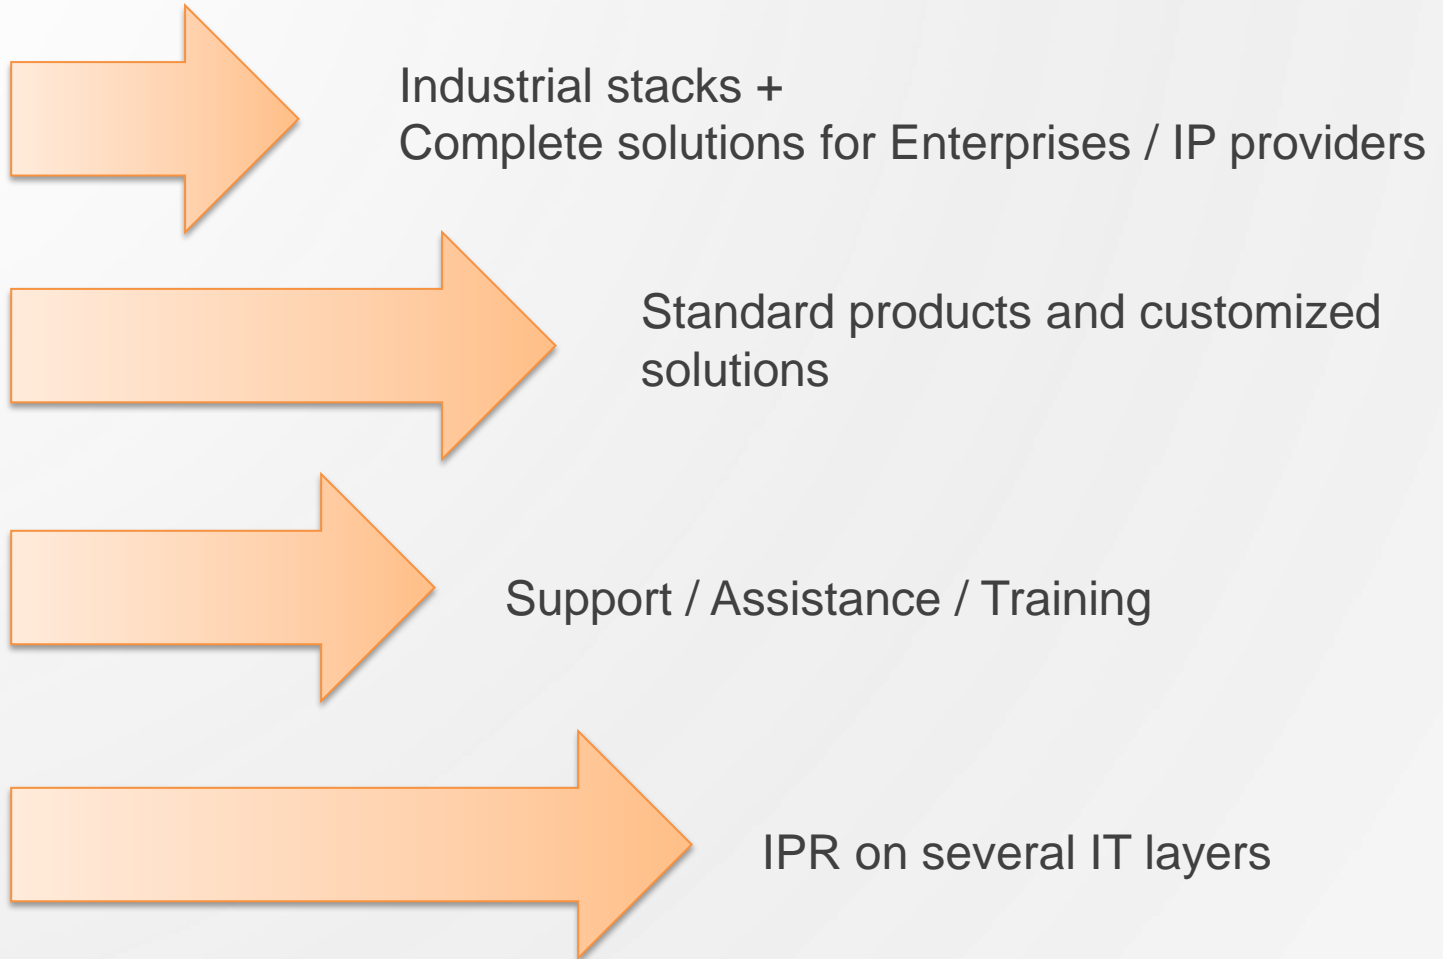 Industrial stacks +
Complete solutions for Enterprises / IP providers
Standard products and customized
solutions
Support / Assistance / Training
IPR on several IT layers